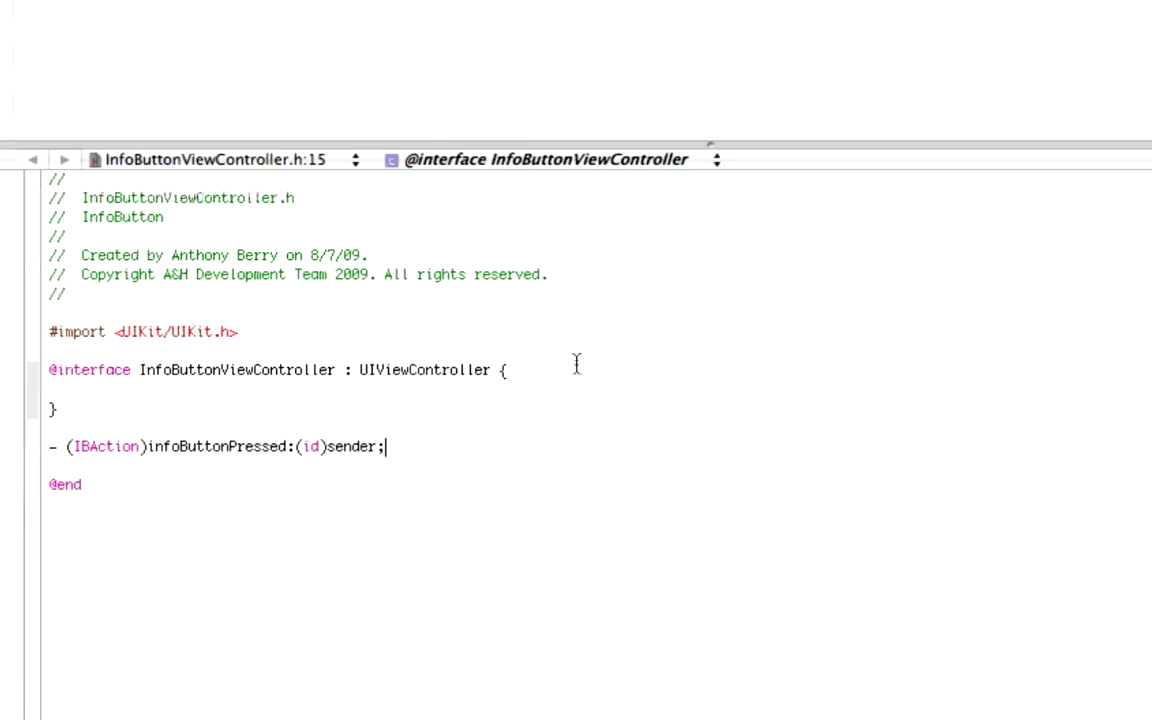 InfoButtonViewController.h:15 @interface InfoButtonViewController
//
// InfoButtonViewController.h
// InfoButton
//
// Created by Anthony Berry on 8/7/09.
// Copyright A&H Development Team 2009. All rights reserved.
//
#import <UIKit/UIKit.h>
@interface InfoButtonViewController : UIViewController {
}
- (IBAction)infoButtonPressed:(id)sender;
@end